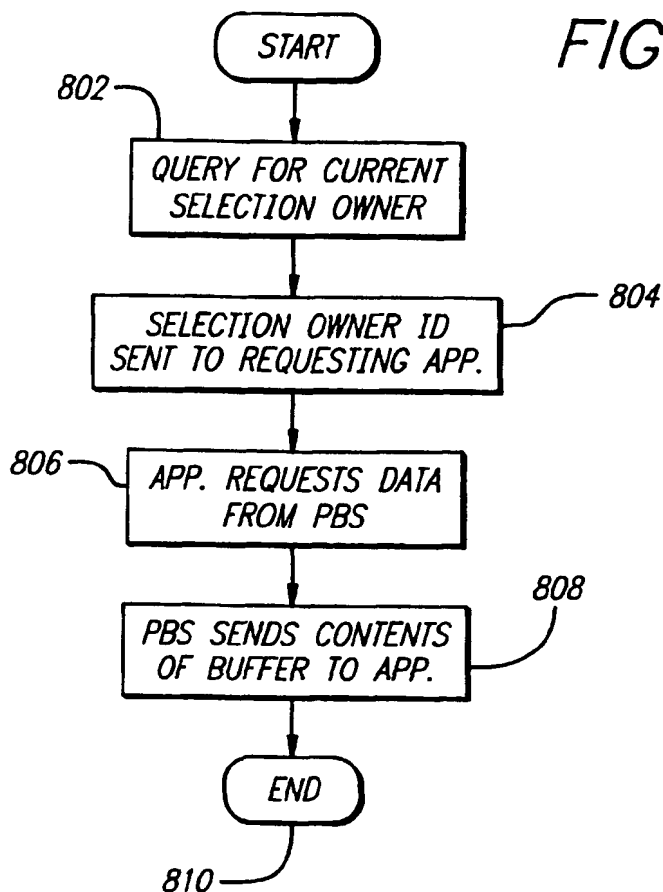 START
FIG
802
QUERY FOR CURRENT
SELECTION OWNER
804
SELECTION OWNER ID
SENT TO REQUESTING APP.
806
APP. REQUESTS DATA
FROM PBS
808
PBS SENDS CONTENTS
OF BUFFER TO APP.
END
810